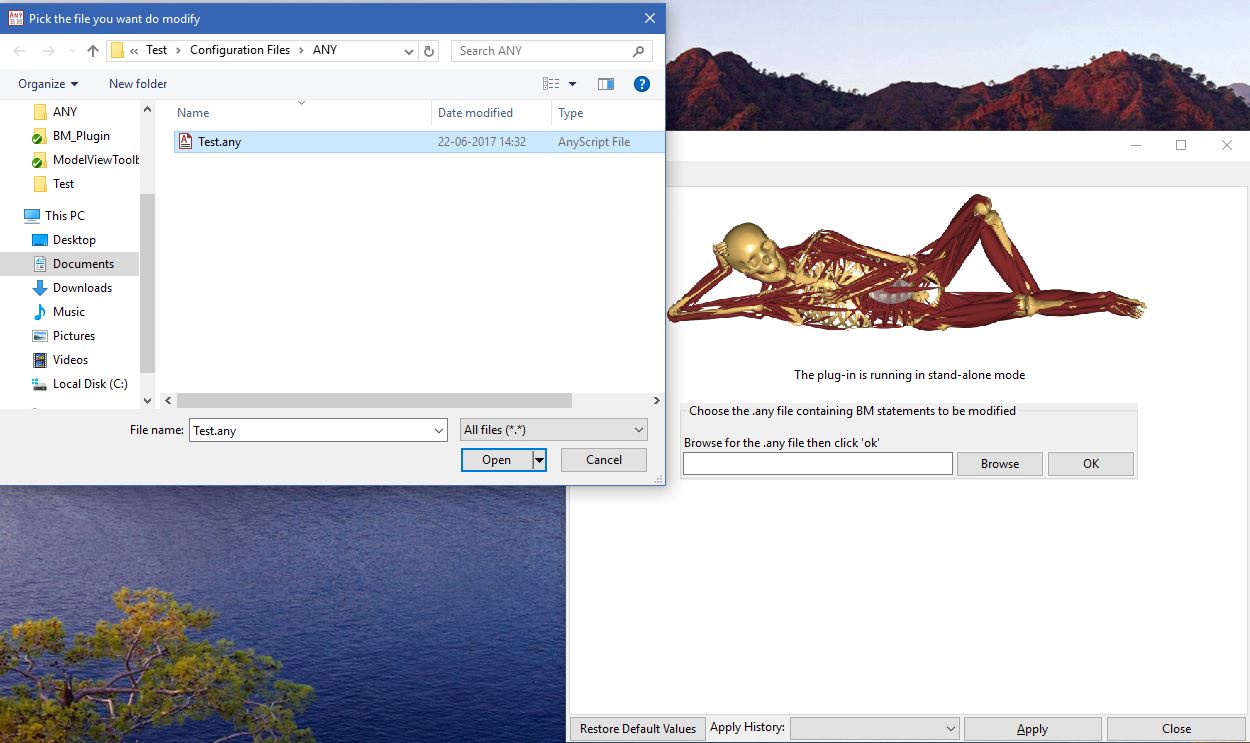 ANY
BM
Pick the file you want do modify
« Test > Configuration Files > ANY
Search ANY
Organize
New folder
Name
Date modified
Type
ANY
BM_Plugin
ModelViewToolb
Test
This PC
Desktop
Documents
Downloads
Music
Pictures
Videos
Local Disk (C:)
Test.any
22-06-2017 14:32
AnyScript File
File name:
Test.any
All files (*.*)
Open
Cancel
The plug-in is running in stand-alone mode
Choose the .any file containing BM statements to be modified
Browse for the .any file then click 'ok'
Browse
OK
Restore Default Values
Apply History:
Apply
Close